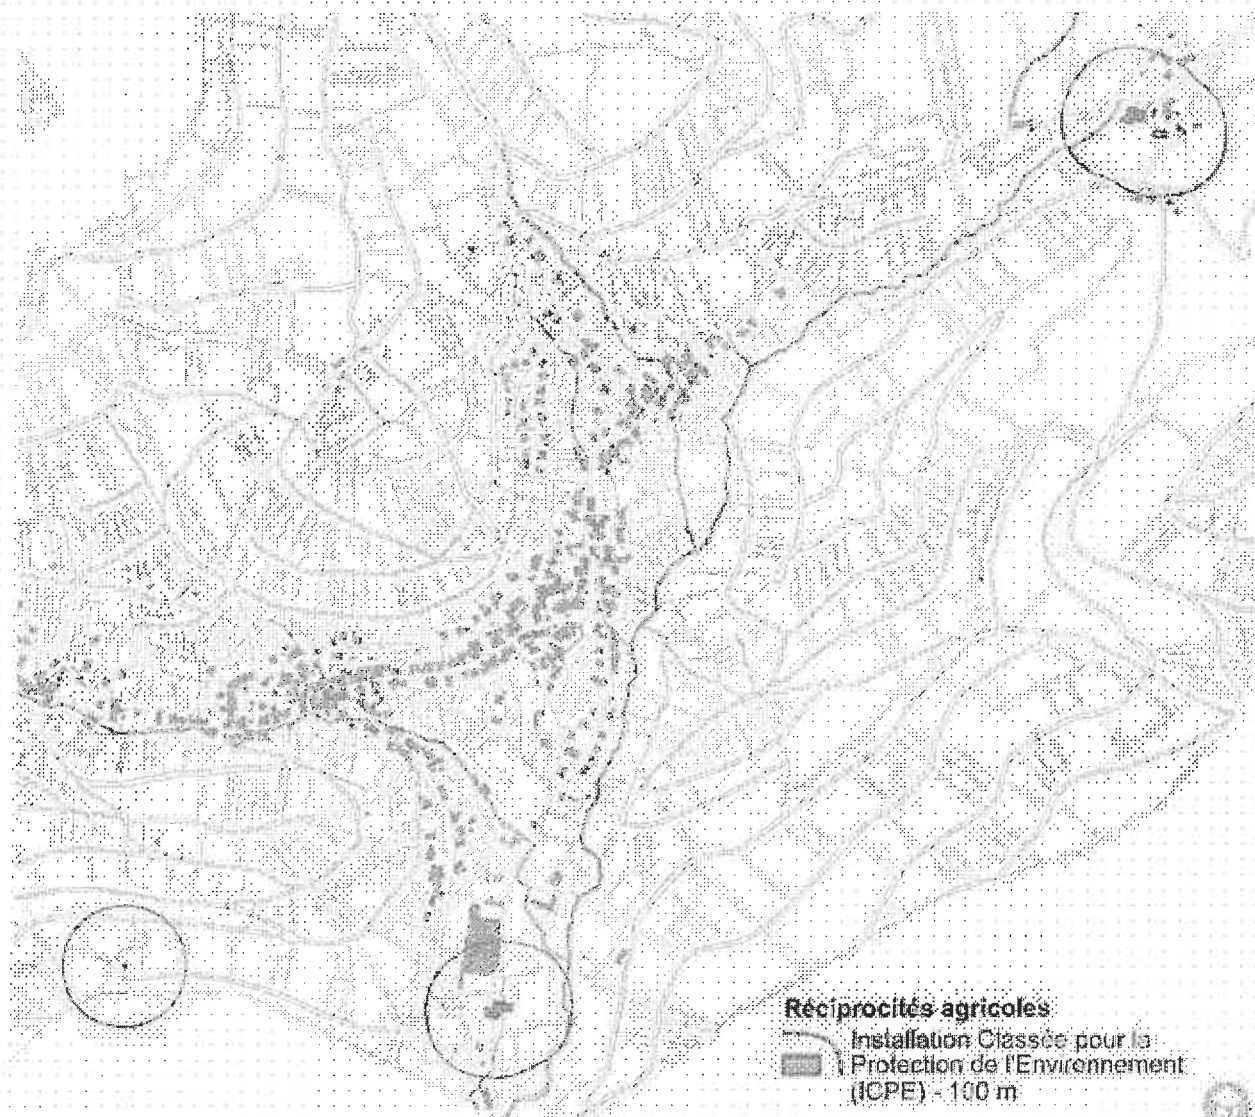 Réciprocités agricoles
Installation Classée pour la
Protection de l'Environnement
(ICPE) - 100 m